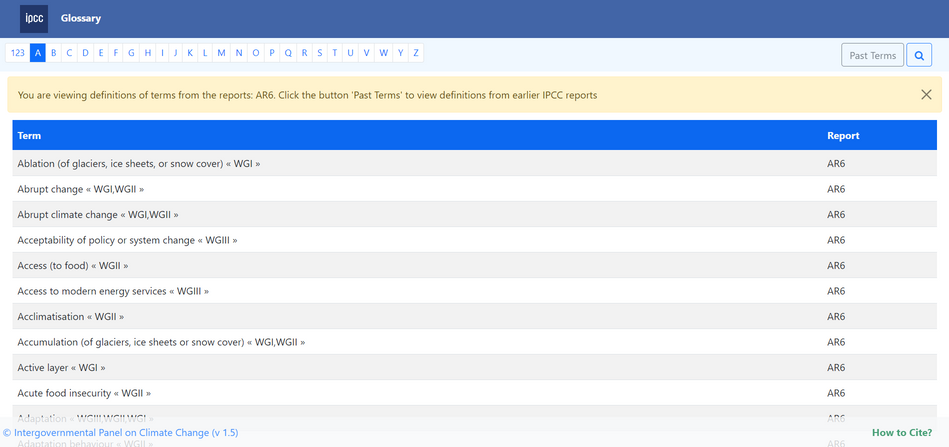 ipcc Glossary
123 A B C D E F G H I J K L M N O P Q R S T U V W Y Z Past Terms
You are viewing definitions of terms from the reports: AR6. Click the button 'Past Terms' to view definitions from earlier IPCC reports
Term Report
Ablation (of glaciers, ice sheets, or snow cover) « WGI » AR6
Abrupt change « WGI,WGII » AR6
Abrupt climate change « WGI,WGII » AR6
Acceptability of policy or system change « WGIII » AR6
Access (to food) « WGII » AR6
Access to modern energy services « WGIII » AR6
Acclimatisation « WGII » AR6
Accumulation (of glaciers, ice sheets or snow cover) « WGI,WGII » AR6
Active layer « WGI » AR6
Acute food insecurity « WGII » AR6
Adaptation « WGIII,WGII,WGI » AR6
© Intergovernmental Panel on Climate Change (v 1.5) How to Cite?
Adaptation behaviour « WGII » AR6